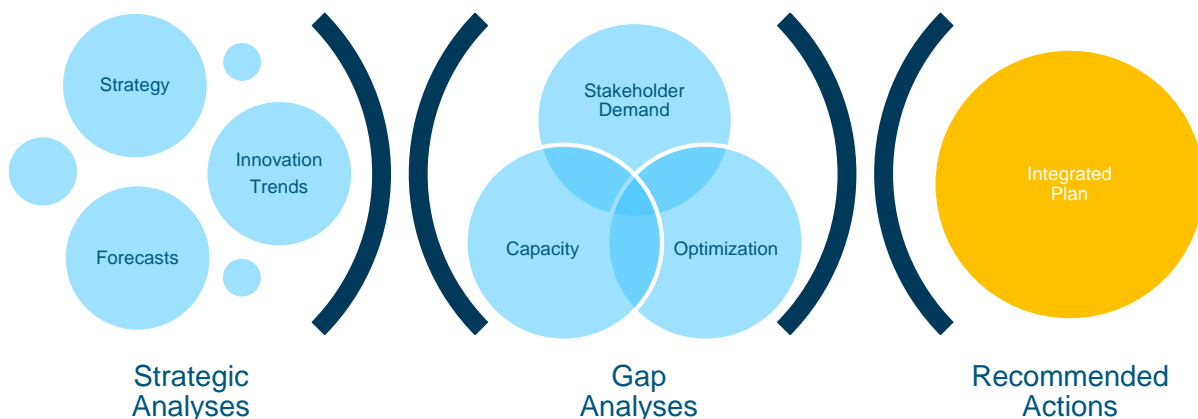 Strategy
Innovation
Trends
Forecasts
Stakeholder
Demand
Capacity
Optimization
Integrated
Plan
Strategic
Analyses
Gap
Analyses
Recommended
Actions